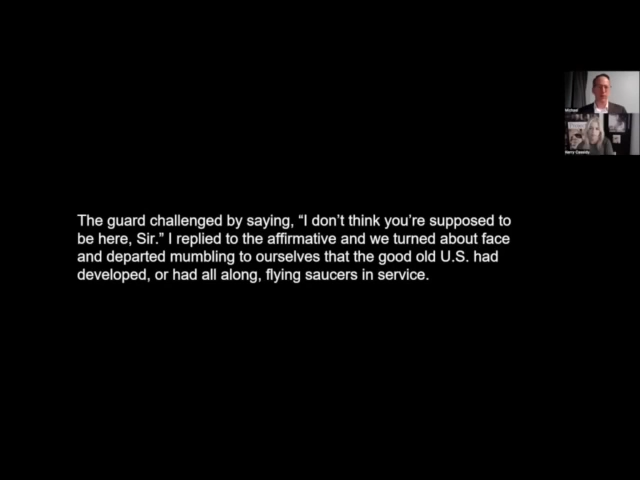 Michael
The guard challenged by saying, “I don’t think you’re supposed to
be here, Sir.” I replied to the affirmative and we turned about face
and departed mumbling to ourselves that the good old U.S. had
developed, or had all along, flying saucers in service.